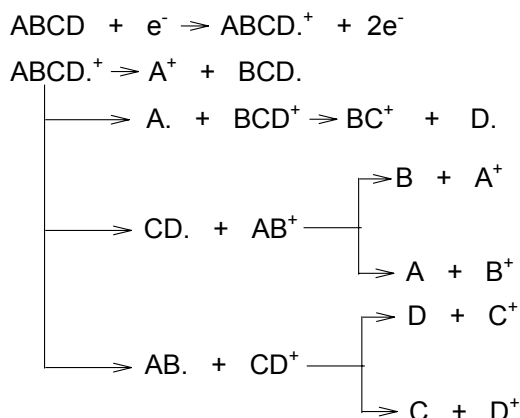 ABCD + e⁻ → ABCD.⁺ + 2e⁻
ABCD.⁺ → A⁺ + BCD.
A. + BCD⁺ → BC⁺ + D.
B + A⁺
CD. + AB⁺
A + B⁺
D + C⁺
AB. + CD⁺
C + D⁺